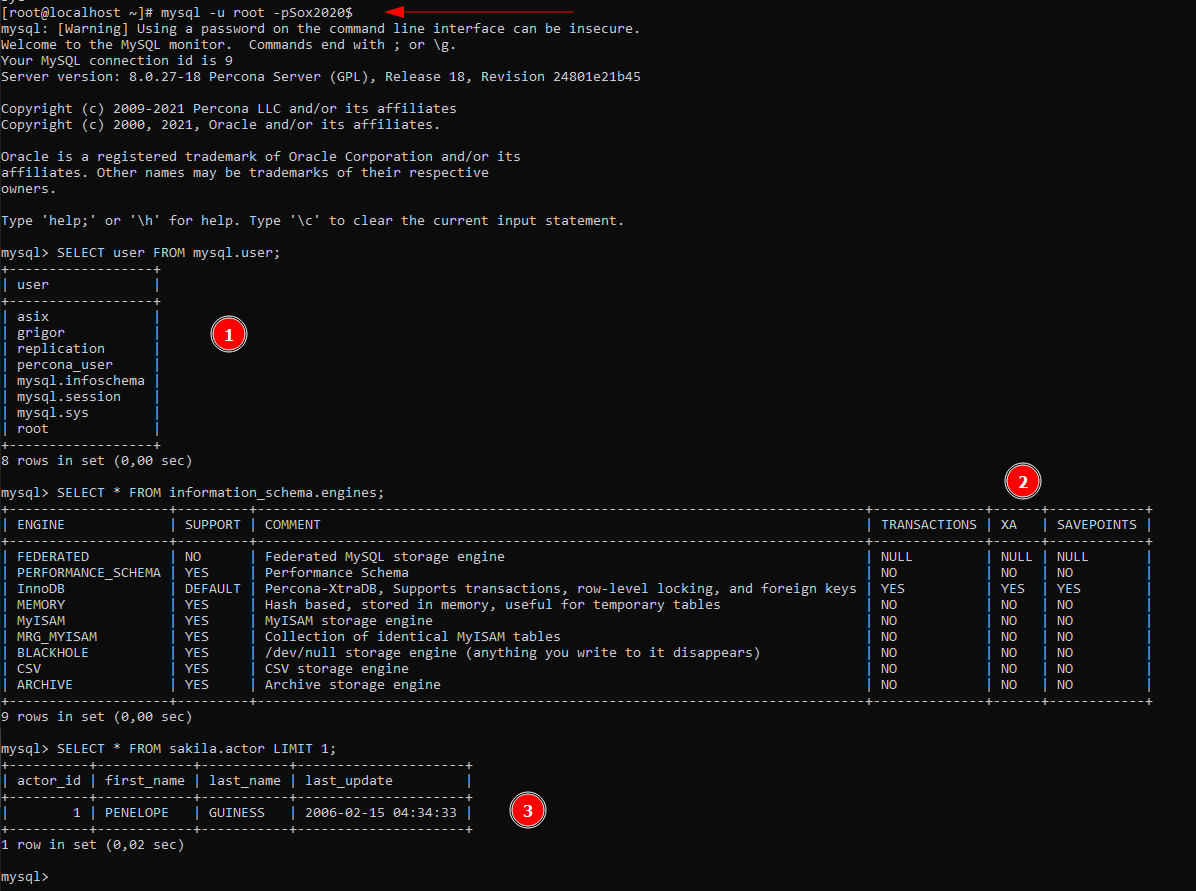 [root@localhost ~]# mysql -u root -pSox2020$
mysql: [Warning] Using a password on the command line interface can be insecure.
Welcome to the MySQL monitor.  Commands end with ; or \g.
Your MySQL connection id is 9
Server version: 8.0.27-18 Percona Server (GPL), Release 18, Revision 24801e21b45

Copyright (c) 2009-2021 Percona LLC and/or its affiliates
Copyright (c) 2000, 2021, Oracle and/or its affiliates.

Oracle is a registered trademark of Oracle Corporation and/or its
affiliates. Other names may be trademarks of their respective
owners.

Type 'help;' or '\h' for help. Type '\c' to clear the current input statement.

mysql> SELECT user FROM mysql.user;
+------------------+
| user             |
+------------------+
| asix             |
| grigor           |
1
| replication      |
| percona_user     |
| mysql.infoschema |
| mysql.session    |
| mysql.sys        |
| root             |
+------------------+
8 rows in set (0,00 sec)

2
mysql> SELECT * FROM information_schema.engines;
+--------------------+---------+----------------------------------------------------------------------------+--------------+------+------------+
| ENGINE             | SUPPORT | COMMENT                                                                    | TRANSACTIONS | XA   | SAVEPOINTS |
+--------------------+---------+----------------------------------------------------------------------------+--------------+------+------------+
| FEDERATED          | NO      | Federated MySQL storage engine                                             | NULL         | NULL | NULL       |
| PERFORMANCE_SCHEMA | YES     | Performance Schema                                                         | NO           | NO   | NO         |
| InnoDB             | DEFAULT | Percona-XtraDB, Supports transactions, row-level locking, and foreign keys | YES          | YES  | YES        |
| MEMORY             | YES     | Hash based, stored in memory, useful for temporary tables                  | NO           | NO   | NO         |
| MyISAM             | YES     | MyISAM storage engine                                                      | NO           | NO   | NO         |
| MRG_MYISAM         | YES     | Collection of identical MyISAM tables                                      | NO           | NO   | NO         |
| BLACKHOLE          | YES     | /dev/null storage engine (anything you write to it disappears)             | NO           | NO   | NO         |
| CSV                | YES     | CSV storage engine                                                         | NO           | NO   | NO         |
| ARCHIVE            | YES     | Archive storage engine                                                     | NO           | NO   | NO         |
+--------------------+---------+----------------------------------------------------------------------------+--------------+------+------------+
9 rows in set (0,00 sec)

mysql> SELECT * FROM sakila.actor LIMIT 1;
+----------+------------+-----------+---------------------+
| actor_id | first_name | last_name | last_update         |
+----------+------------+-----------+---------------------+
|        1 | PENELOPE   | GUINESS   | 2006-02-15 04:34:33 |
3
+----------+------------+-----------+---------------------+
1 row in set (0,02 sec)

mysql>